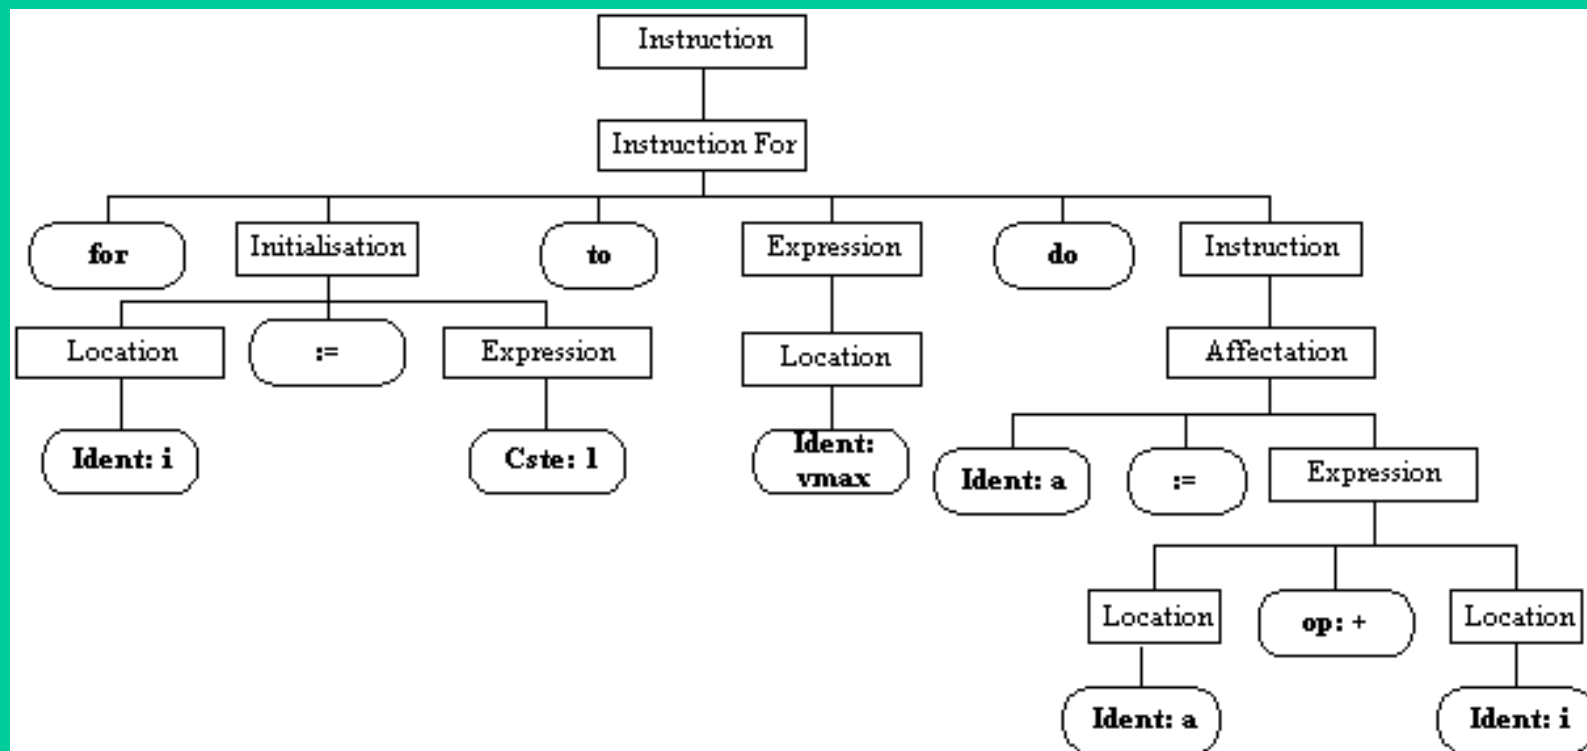 Instruction
Instruction For
for
Initialisation
to
Expression
do
Instruction
Location
:=
Expression
Location
Affectation
Ident: i
Cste: 1
Ident:
vmax
Ident: a
:=
Expression
Location
op: +
Location
Ident: a
Ident: i